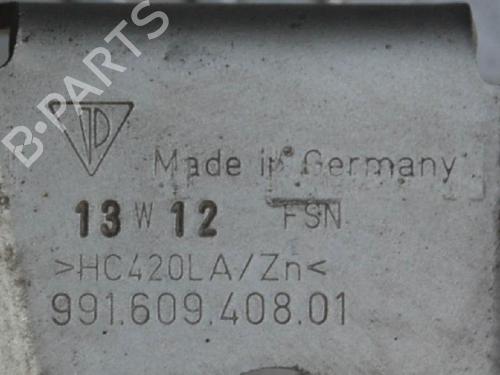 B-PARTS
Made in Germany
13 W 12 FSN
>HC420LA/Zn<
991.609.408.01